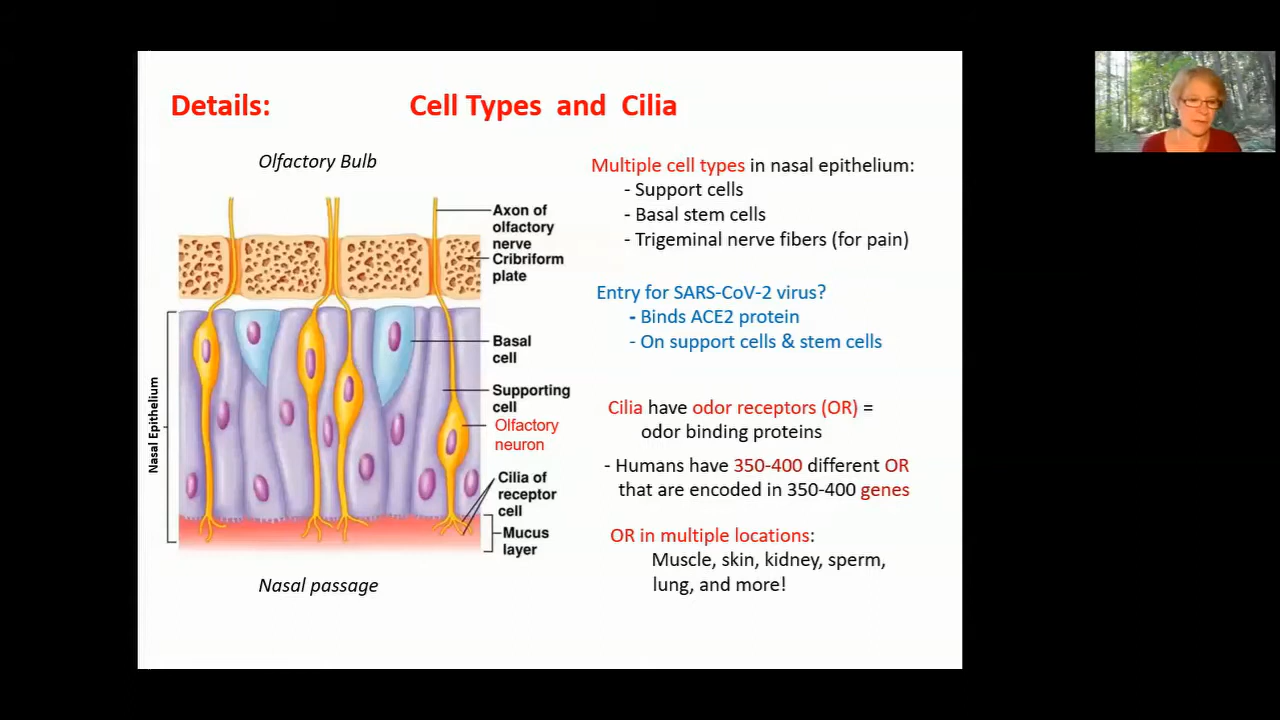 Details: Cell Types and Cilia
Olfactory Bulb
Axon of
olfactory
nerve
Cribriform
plate
Basal
cell
Supporting
cell
Olfactory
neuron
Cilia of
receptor
cell
Mucus
layer
Nasal Epithelium
Nasal passage
Multiple cell types in nasal epithelium:
- Support cells
- Basal stem cells
- Trigeminal nerve fibers (for pain)
Entry for SARS-CoV-2 virus?
- Binds ACE2 protein
- On support cells & stem cells
Cilia have odor receptors (OR) =
odor binding proteins
- Humans have 350-400 different OR
that are encoded in 350-400 genes
OR in multiple locations:
Muscle, skin, kidney, sperm,
lung, and more!